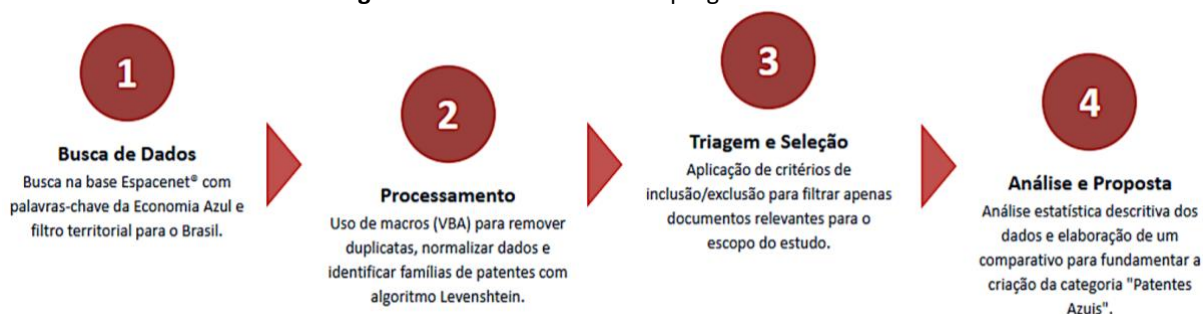 1
Busca de Dados
Busca na base Espacenet® com
palavras-chave da Economia Azul e
filtro territorial para o Brasil.
2
Processamento
Uso de macros (VBA) para remover
duplicatas, normalizar dados e
identificar famílias de patentes com
algoritmo Levenshtein.
3
Triagem e Seleção
Aplicação de critérios de
inclusão/exclusão para filtrar apenas
documentos relevantes para o
escopo do estudo.
4
Análise e Proposta
Análise estatística descritiva dos
dados e elaboração de um
comparativo para fundamentar a
criação da categoria "Patentes
Azuis".